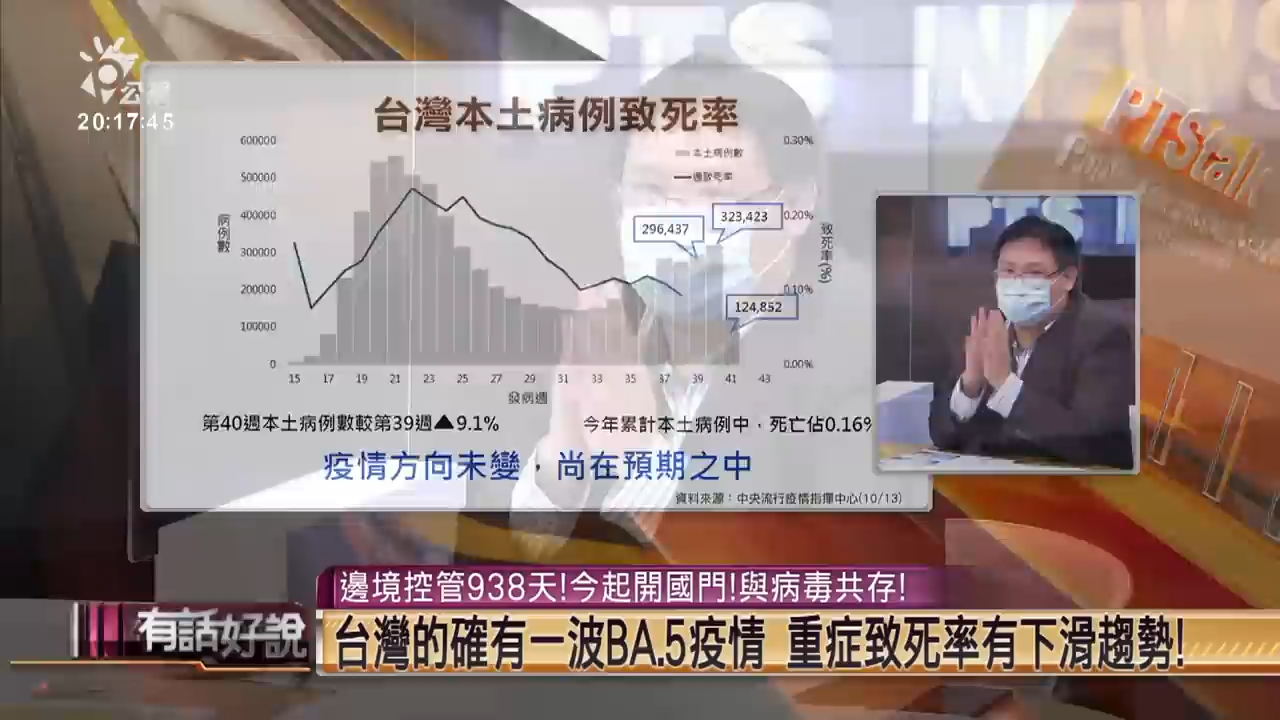 PTS NEWS
公視
20:17:45
PTStalk
台灣本土病例致死率
本土病例數
週致死率
病例數
600000
500000
400000
300000
200000
100000
0
0.30%
0.20%
0.10%
0.00%
致死率(%)
296,437
323,423
124,852
15 17 19 21 23 25 27 29 31 33 35 37 39 41 43
發病週
第40週本土病例數較第39週▲9.1%
今年累計本土病例中，死亡佔0.16%
疫情方向未變，尚在預期之中
資料來源：中央流行疫情指揮中心(10/13)
PTS
邊境控管938天!今起開國門!與病毒共存!
有話好說
台灣的確有一波BA.5疫情 重症致死率有下滑趨勢!